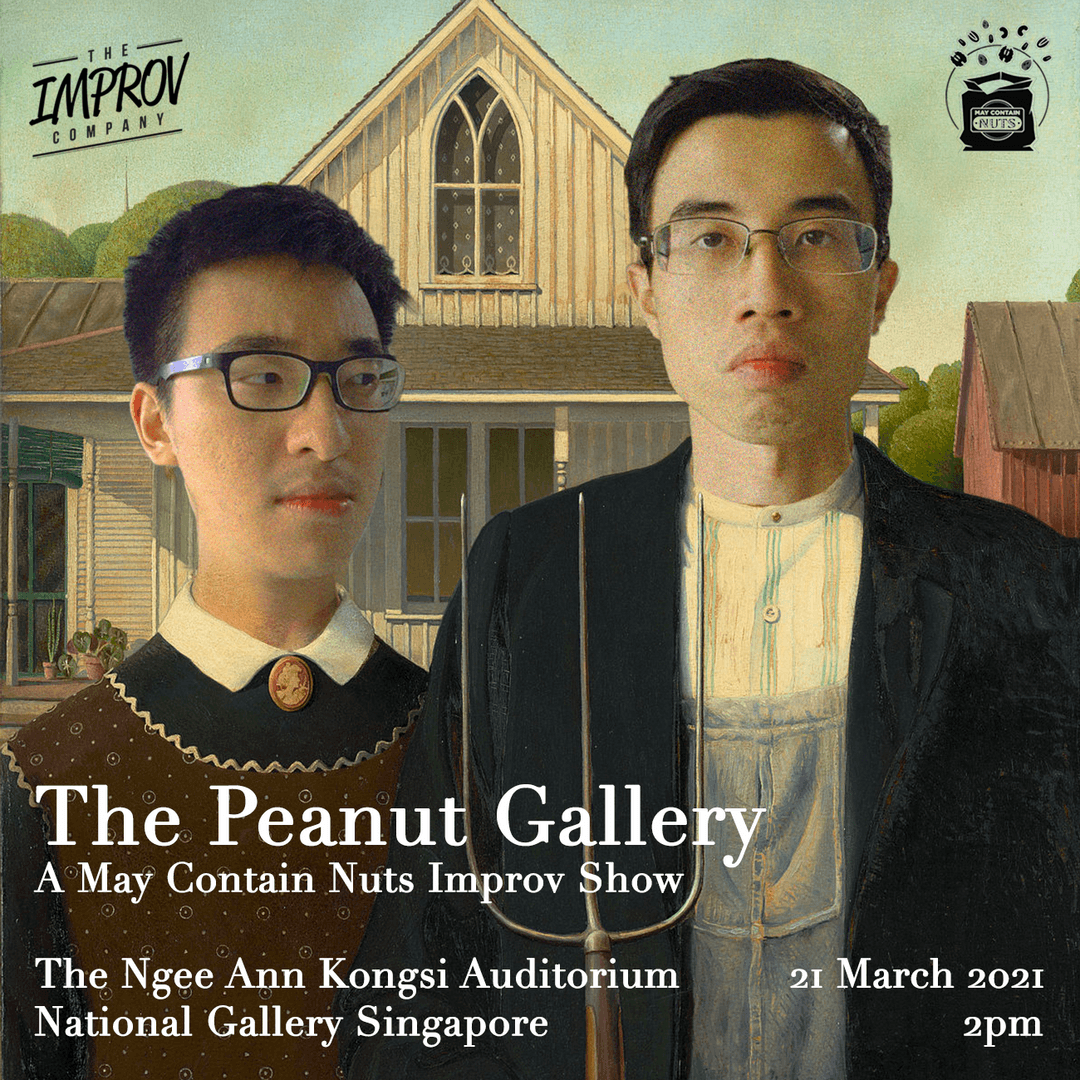 THE
IMPROV
COMPANY
MAY CONTAIN
NUTS
The Peanut Gallery
A May Contain Nuts Improv Show
The Ngee Ann Kongsi Auditorium
National Gallery Singapore
21 March 2021
2pm